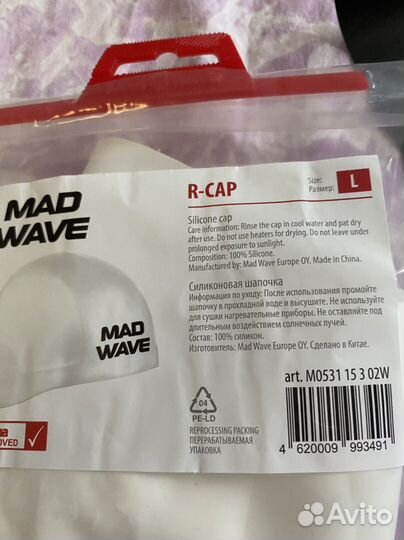 MAD
WAVE
R-CAP
Size:
Размер:
L
Silicone cap
Care information: Rinse the cap in cool water and pat dry
after use. Do not use heaters for drying. Do not leave under
prolonged exposure to sunlight.
Composition: 100% Silicone.
Manufactured by: Mad Wave Europe OY. Made in China.
Силиконовая шапочка
Информация по уходу: После использования промойте
шапочку в прохладной воде и высушите. Не используйте
для сушки нагревательные приборы. Не оставляйте под
длительным воздействием солнечных лучей.
Состав: 100% силикон.
Изготовитель: Mad Wave Europe OY. Сделано в Китае.
MAD
WAVE
04
PE-LD
REPROCESSING PACKING
ПЕРЕРАБАТЫВАЕМАЯ
УПАКОВКА
art. M0531 15 3 02W
4 620009 993491
na
OVED
Avito